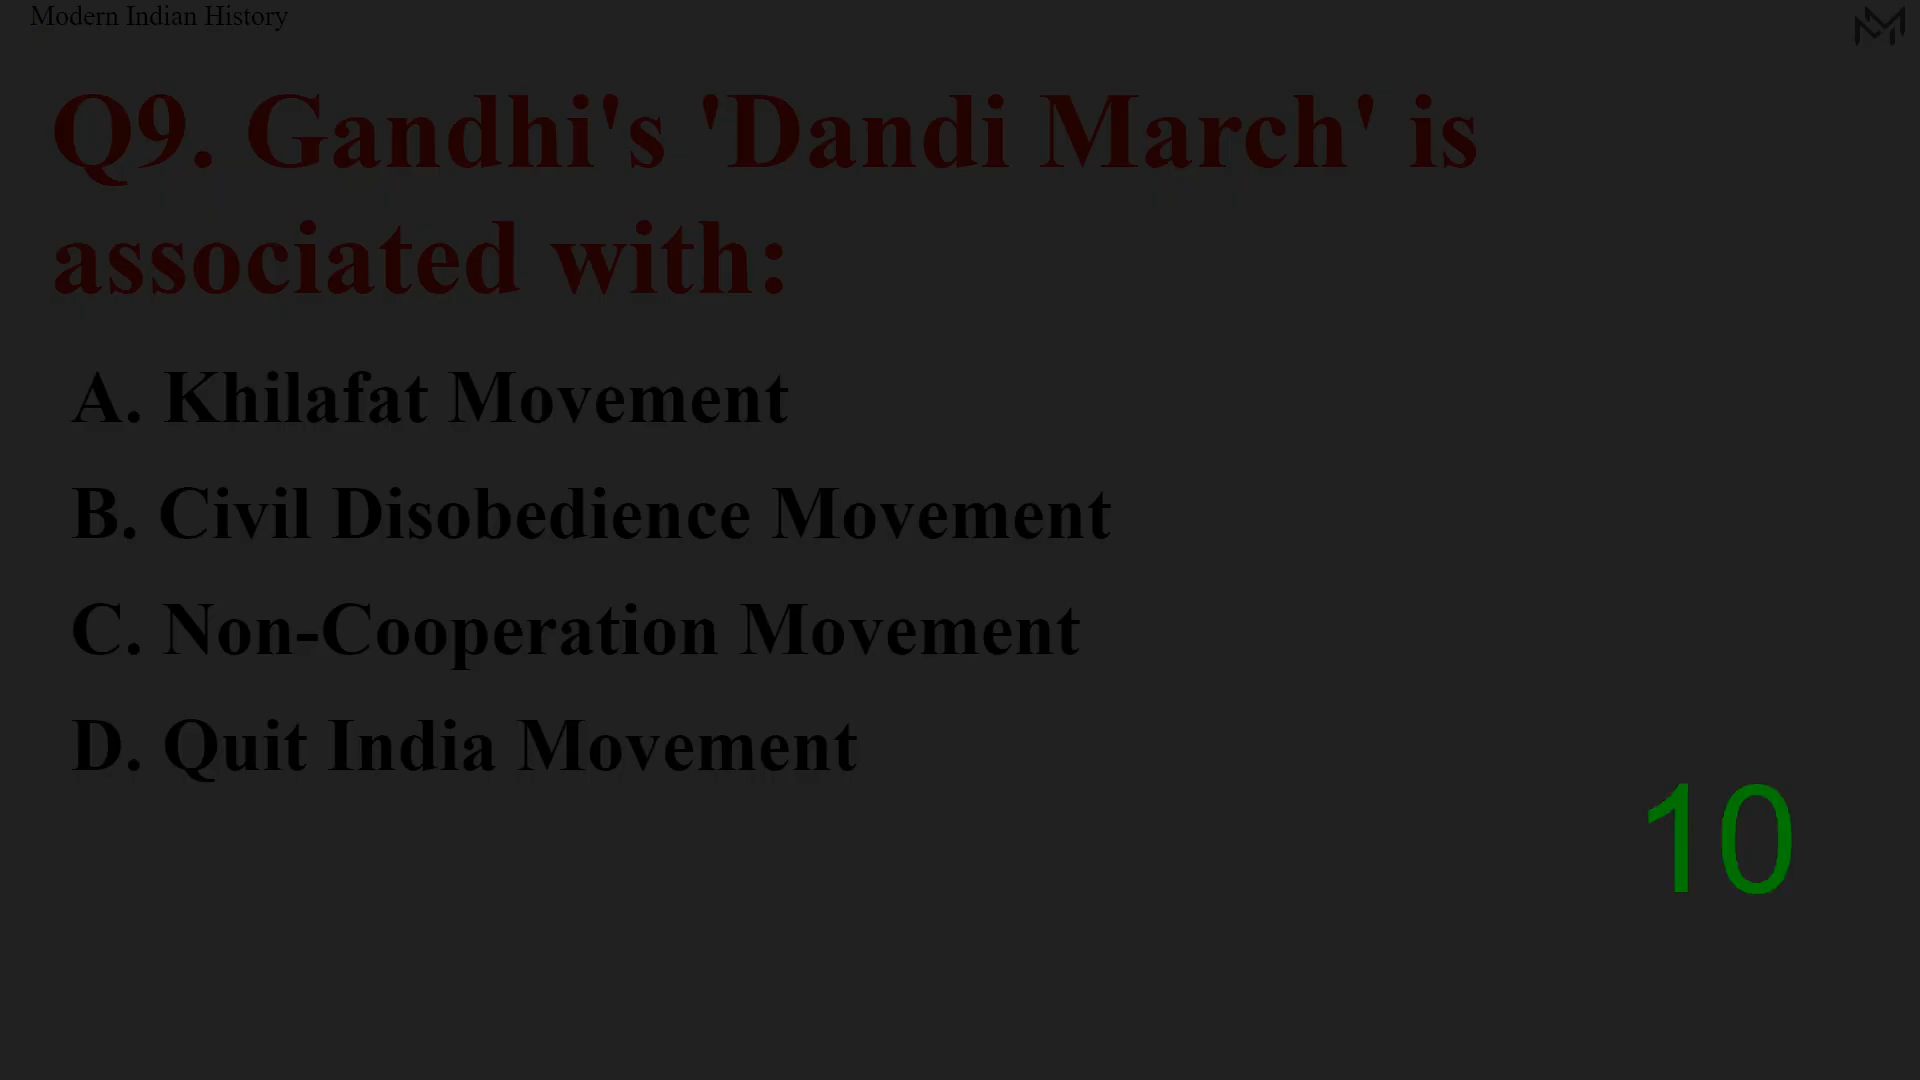 Modern Indian History
Q9. Gandhi's 'Dandi March' is
associated with:
A. Khilafat Movement
B. Civil Disobedience Movement
C. Non-Cooperation Movement
D. Quit India Movement
10